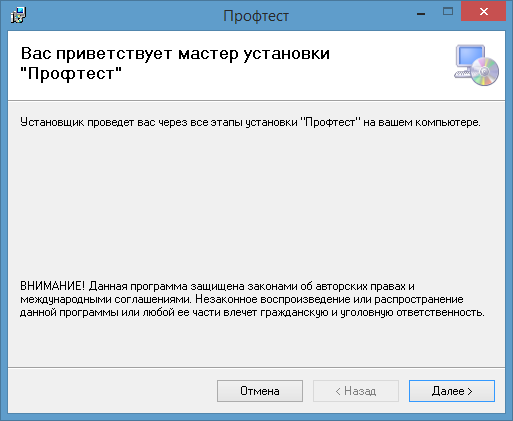 Профтест
Вас приветствует мастер установки
"Профтест"
Установщик проведет вас через все этапы установки "Профтест" на вашем компьютере.
ВНИМАНИЕ! Данная программа защищена законами об авторских правах и
международными соглашениями. Незаконное воспроизведение или распространение
данной программы или любой ее части влечет гражданскую и уголовную ответственность.
Отмена
< Назад
Далее >